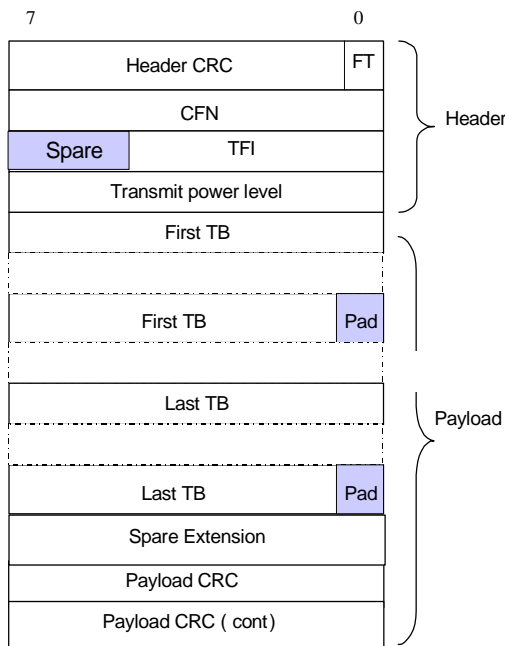 7 0
Header CRC FT
CFN
Header
Spare TFI
Transmit power level
First TB
First TB Pad
Last TB
Payload
Last TB Pad
Spare Extension
Payload CRC
Payload CRC ( cont)